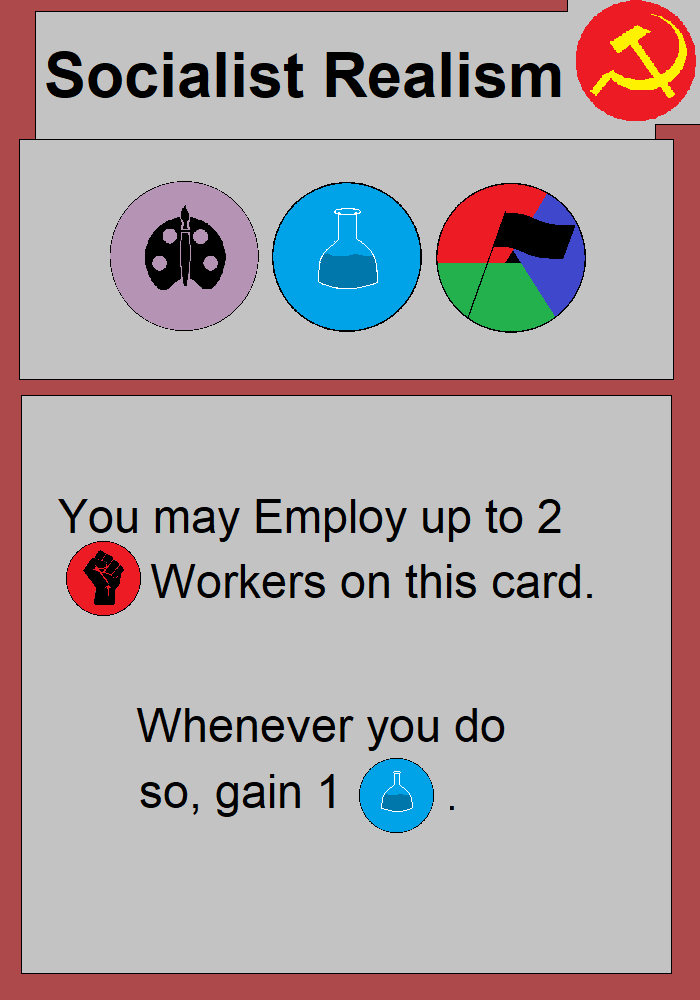 Socialist Realism
You may Employ up to 2
Workers on this card.
Whenever you do
so, gain 1 .